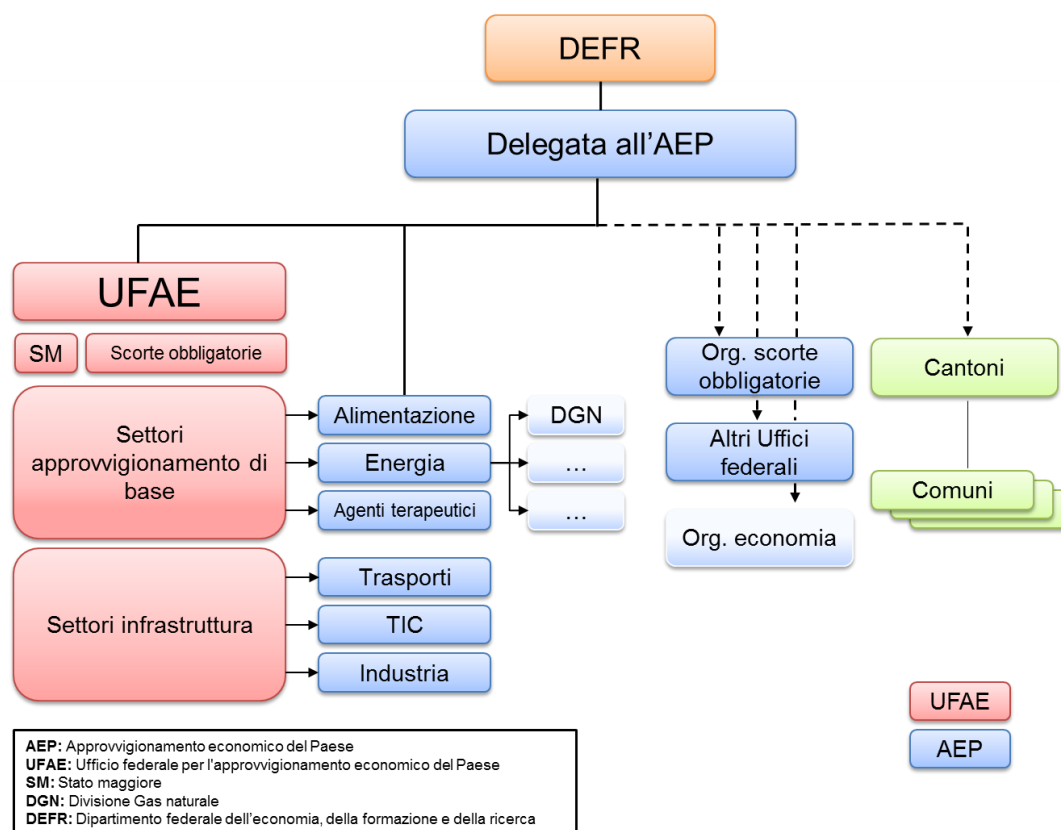 DEFR
Delegata all'AEP
UFAE
SM
Scorte obbligatorie
Settori
approvvigionamento di
base
Alimentazione
Energia
Agenti terapeutici
DGN
…
…
Settori infrastruttura
Trasporti
TIC
Industria
Org. scorte
obbligatorie
Altri Uffici
federali
Org. economia
Cantoni
Comuni
UFAE
AEP
AEP: Approvvigionamento economico del Paese
UFAE: Ufficio federale per l'approvvigionamento economico del Paese
SM: Stato maggiore
DGN: Divisione Gas naturale
DEFR: Dipartimento federale dell'economia, della formazione e della ricerca